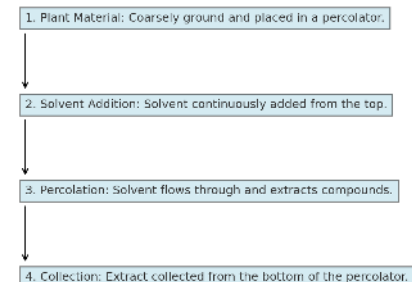 1. Plant Material: Coarsely ground and placed in a percolator.
2. Solvent Addition: Solvent continuously added from the top.
3. Percolation: Solvent flows through and extracts compounds.
4. Collection: Extract collected from the bottom of the percolator.